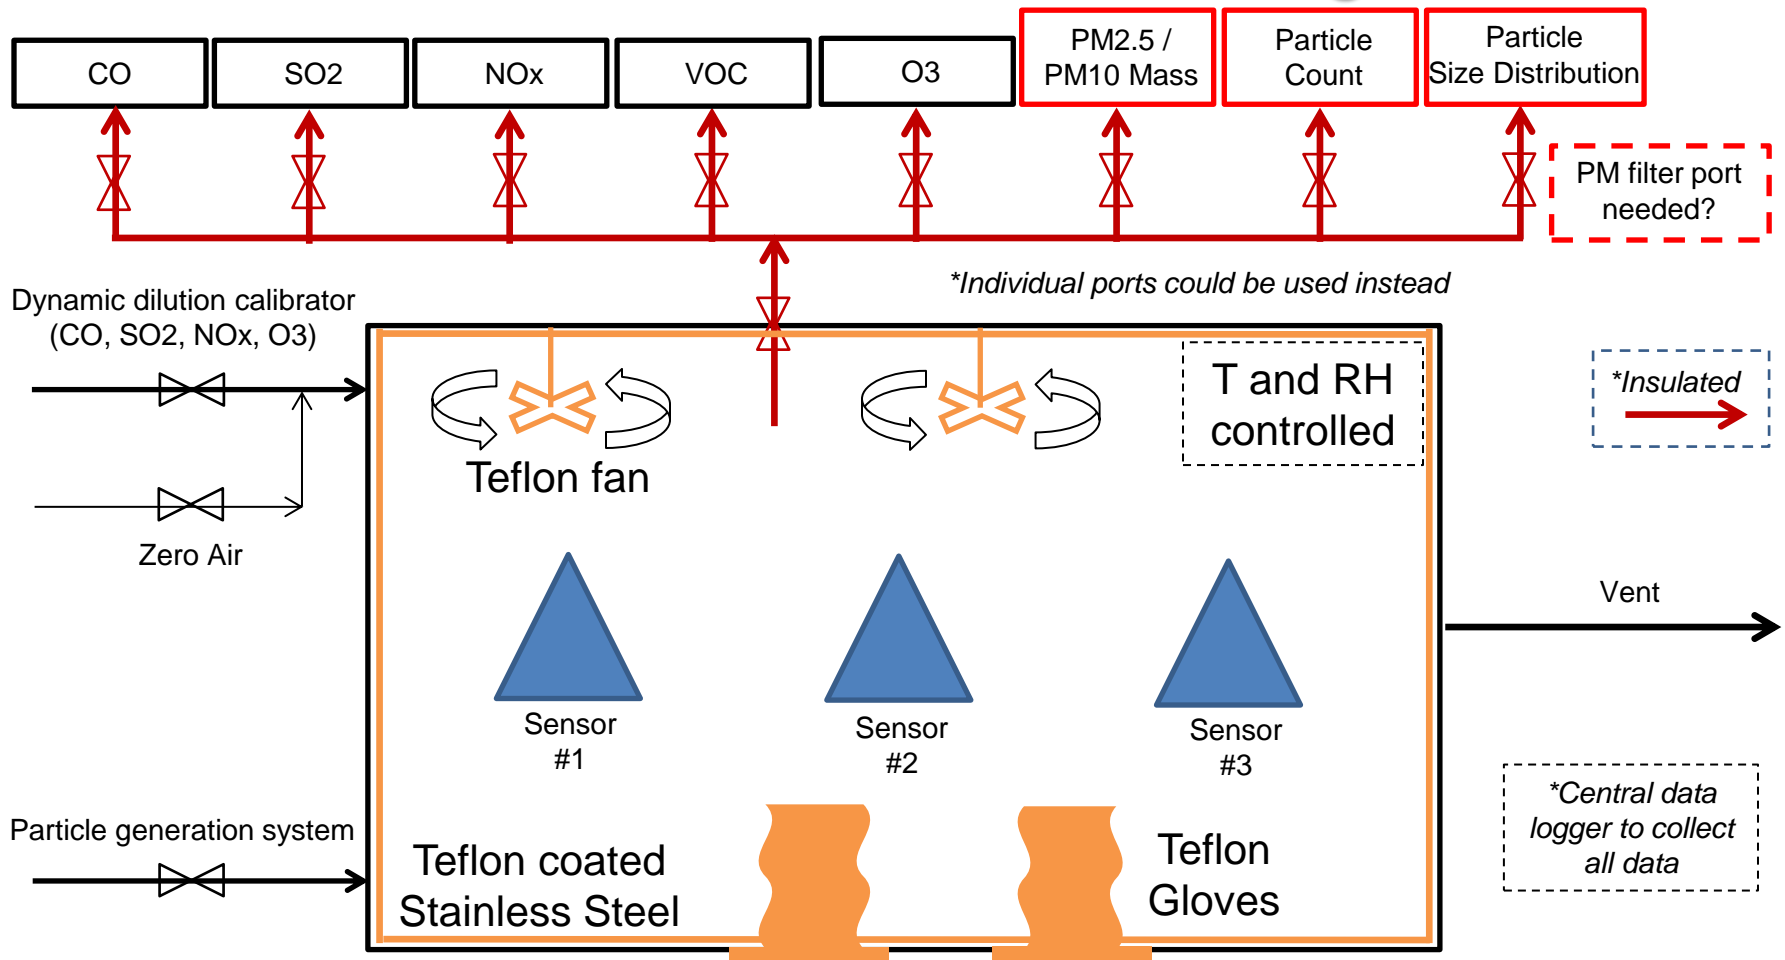 CO
SO2
NOx
VOC
O3
PM2.5 /
PM10 Mass
Particle
Count
Particle
Size Distribution
PM filter port
needed?
*Individual ports could be used instead
Dynamic dilution calibrator
(CO, SO2, NOx, O3)
T and RH
controlled
*Insulated
Teflon fan
Zero Air
Vent
Sensor
#1
Sensor
#2
Sensor
#3
*Central data
logger to collect
all data
Particle generation system
Teflon coated
Stainless Steel
Teflon
Gloves